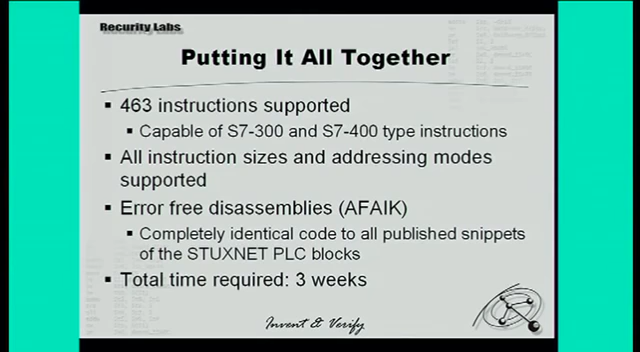 Recurity Labs
Putting It All Together
463 instructions supported
Capable of S7-300 and S7-400 type instructions
All instruction sizes and addressing modes
supported
Error free disassemblies (AFAIK)
Completely identical code to all published snippets
of the STUXNET PLC blocks
Total time required: 3 weeks
Invent & Verify